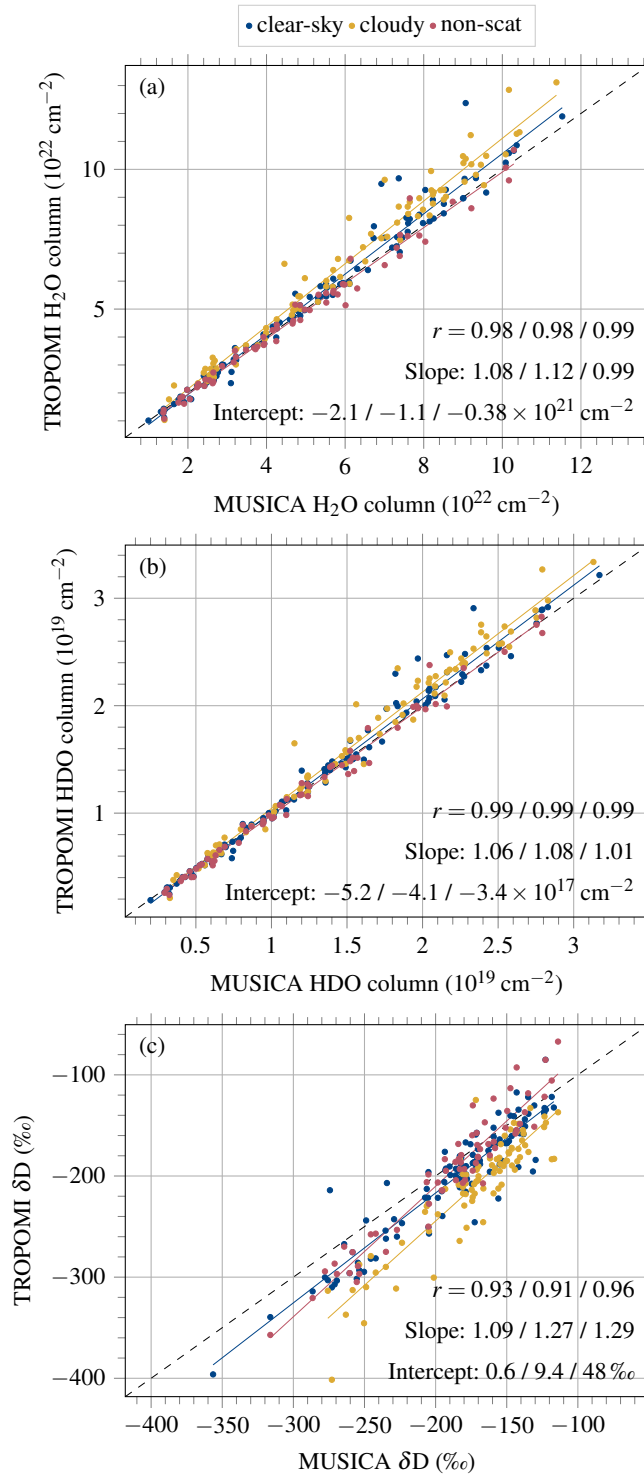 clear-sky cloudy non-scat
(a)
TROPOMI H₂O column (10²² cm⁻²)
10
5
r = 0.98 / 0.98 / 0.99
Slope: 1.08 / 1.12 / 0.99
Intercept: −2.1 / −1.1 / −0.38 × 10²¹ cm⁻²
2 4 6 8 10 12
MUSICA H₂O column (10²² cm⁻²)
(b)
TROPOMI HDO column (10¹⁹ cm⁻²)
3
2
1
r = 0.99 / 0.99 / 0.99
Slope: 1.06 / 1.08 / 1.01
Intercept: −5.2 / −4.1 / −3.4 × 10¹⁷ cm⁻²
0.5 1 1.5 2 2.5 3
MUSICA HDO column (10¹⁹ cm⁻²)
(c)
TROPOMI δD (‰)
−100
−200
−300
−400
r = 0.93 / 0.91 / 0.96
Slope: 1.09 / 1.27 / 1.29
Intercept: 0.6 / 9.4 / 48 ‰
−400 −350 −300 −250 −200 −150 −100
MUSICA δD (‰)